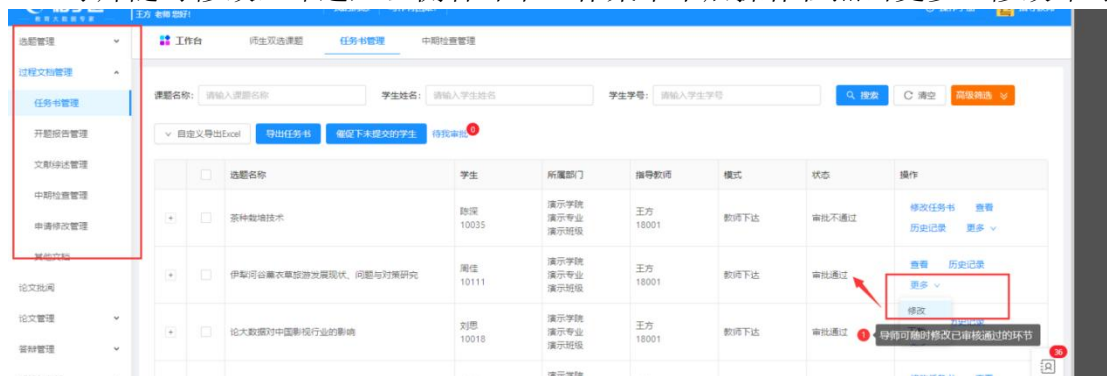 王方 老师 您好!
选题管理
工作台
师生双选课题
任务书管理
中期检查管理
过程文档管理
任务书管理
开题报告管理
文献综述管理
中期检查管理
申请修改管理
其他文档
论文批阅
论文管理
答辩管理
课题名称: 请输入课题名称
学生姓名: 请输入学生姓名
学生学号: 请输入学生学号
搜索
清空
高级筛选
自定义导出Excel
导出任务书
催促下未提交的学生
待我审批 0
选题名称 学生 所属部门 指导教师 模式 状态 操作
茶种栽培技术
陈深
10035
演示学院
演示专业
演示班级
王方
18001
教师下达
审批不通过
修改任务书 查看
历史记录 更多
伊犁河谷薰衣草旅游发展现状、问题与对策研究
周佳
10111
演示学院
演示专业
演示班级
王方
18001
教师下达
审批通过
查看 历史记录
更多
修改
论大数据对中国影视行业的影响
刘思
10018
演示学院
演示专业
演示班级
王方
18001
教师下达
审批通过
1 导师可随时修改已审核通过的环节
36
演示学院